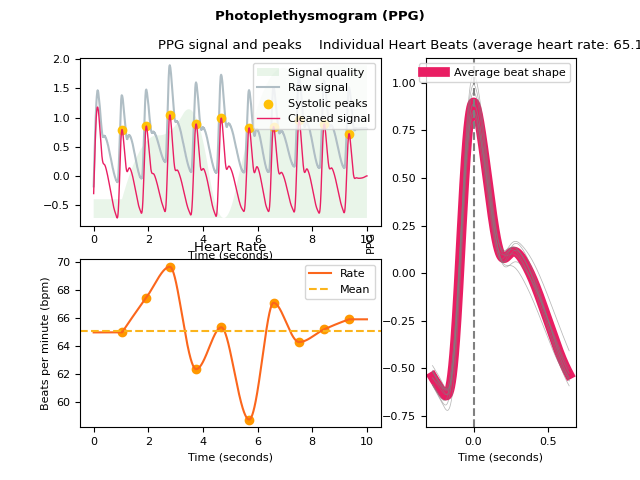 Photoplethysmogram (PPG)
PPG signal and peaks
Individual Heart Beats (average heart rate: 65.1
2.0
1.5
1.0
0.5
0.0
−0.5
Signal quality
Raw signal
Systolic peaks
Cleaned signal
0 2 4 6 8 10
Time (seconds)
Heart Rate
Beats per minute (bpm)
70
68
66
64
62
60
Rate
Mean
0 2 4 6 8 10
Time (seconds)
PPG
1.00
0.75
0.50
0.25
0.00
−0.25
−0.50
−0.75
Average beat shape
0.0 0.5
Time (seconds)